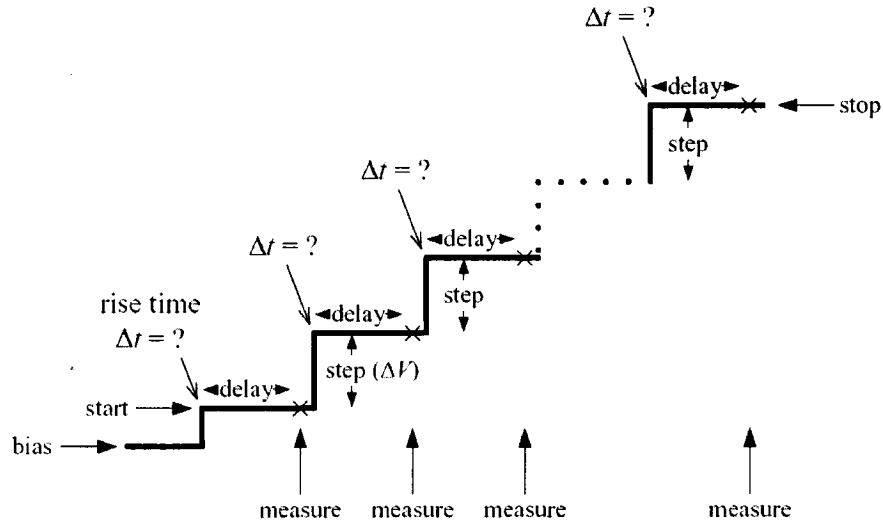 Δt = ?
delay
stop
step
Δt = ?
delay
Δt = ?
step
rise time
Δt = ?
delay
step (ΔV)
delay
start
bias
measure measure measure measure